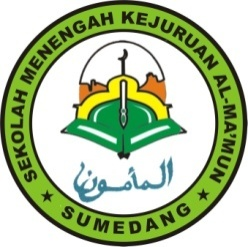 SEKOLAH MENENGAH KEJURUAN AL-MA'MUN
المأمون
SUMEDANG